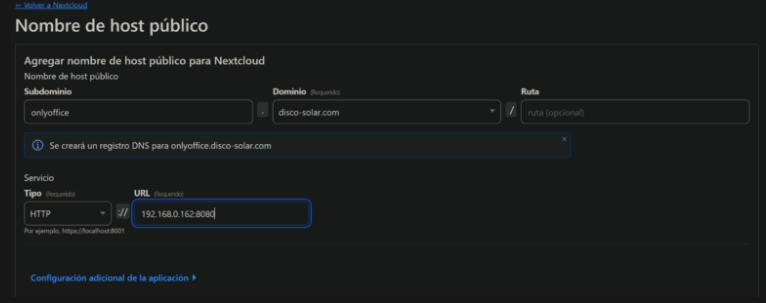 ← Volver a Nextcloud
Nombre de host público
Agregar nombre de host público para Nextcloud
Nombre de host público
Subdominio Dominio (Requerido) Ruta
onlyoffice . disco-solar.com / ruta (opcional)
Se creará un registro DNS para onlyoffice.disco-solar.com ×
Servicio
Tipo (Requerido) URL (Requerido)
HTTP :// 192.168.0.162:8080
Por ejemplo, https://localhost:8001
Configuración adicional de la aplicación